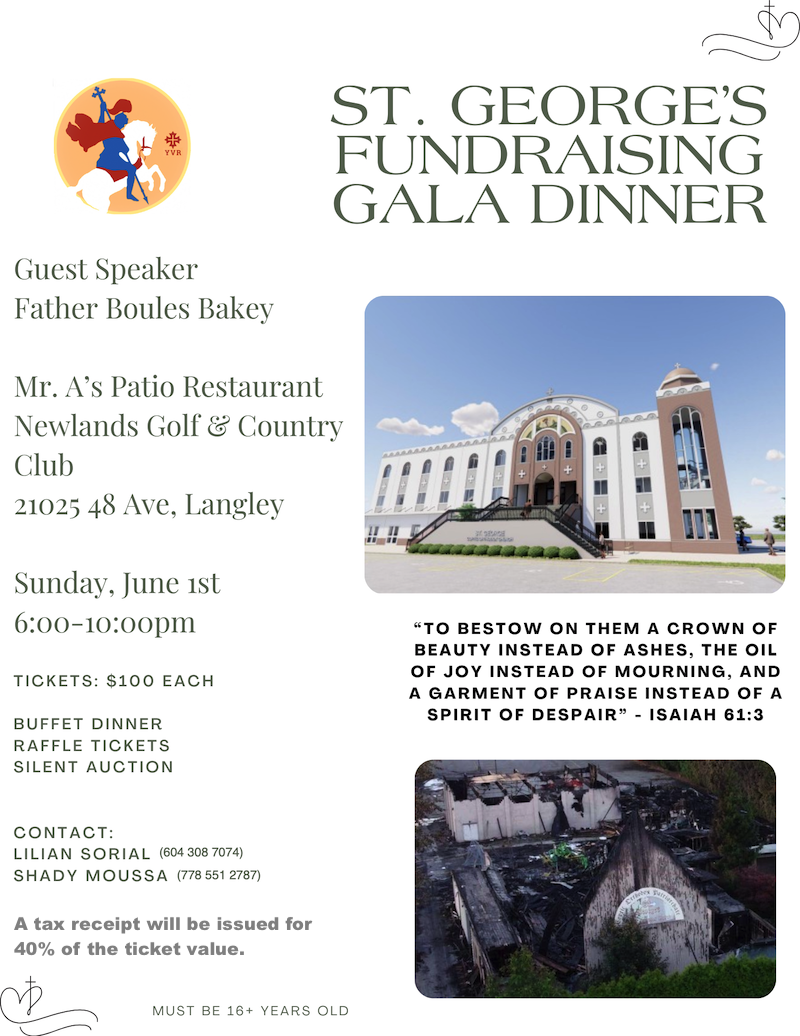 ST. GEORGE'S
FUNDRAISING
GALA DINNER
YVR
Guest Speaker
Father Boules Bakey
Mr. A's Patio Restaurant
Newlands Golf & Country
Club
21025 48 Ave, Langley
Sunday, June 1st
6:00-10:00pm
TICKETS: $100 EACH
BUFFET DINNER
RAFFLE TICKETS
SILENT AUCTION
CONTACT:
LILIAN SORIAL (604 308 7074)
SHADY MOUSSA (778 551 2787)
A tax receipt will be issued for
40% of the ticket value.
MUST BE 16+ YEARS OLD
ST. GEORGE
“TO BESTOW ON THEM A CROWN OF
BEAUTY INSTEAD OF ASHES, THE OIL
OF JOY INSTEAD OF MOURNING, AND
A GARMENT OF PRAISE INSTEAD OF A
SPIRIT OF DESPAIR” - ISAIAH 61:3
Orthodox Patriarchate